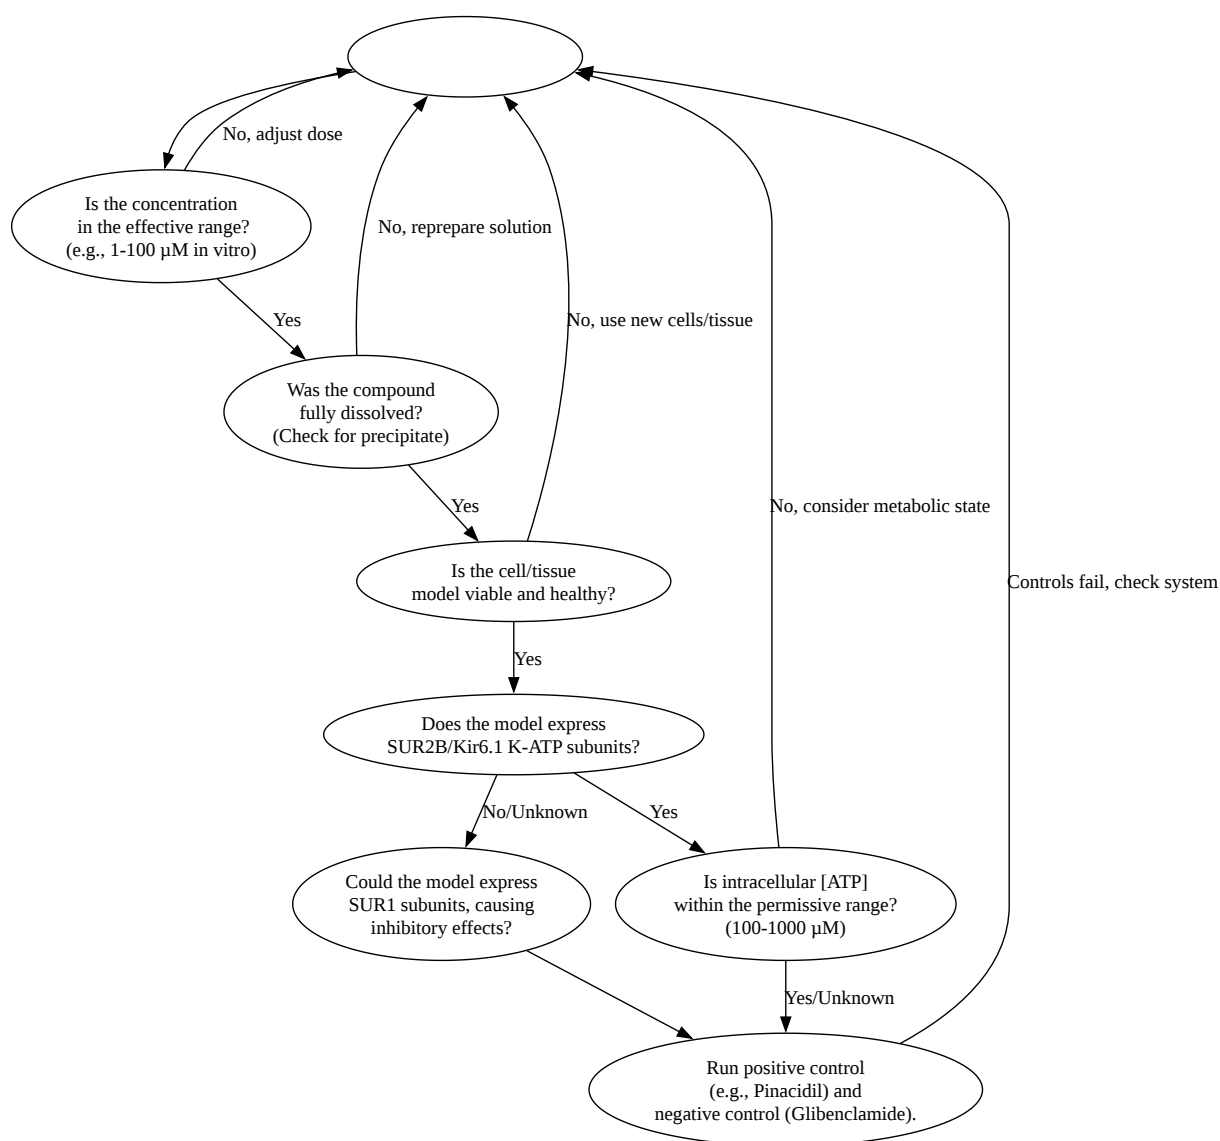 No, adjust dose
Is the concentration
in the effective range?
(e.g., 1-100 µM in vitro)
No, reprepare solution
Yes
No, use new cells/tissue
Was the compound
fully dissolved?
(Check for precipitate)
Yes
No, consider metabolic state
Is the cell/tissue
model viable and healthy?
Controls fail, check system
Yes
Does the model express
SUR2B/Kir6.1 K-ATP subunits?
No/Unknown
Yes
Could the model express
SUR1 subunits, causing
inhibitory effects?
Is intracellular [ATP]
within the permissive range?
(100-1000 µM)
Yes/Unknown
Run positive control
(e.g., Pinacidil) and
negative control (Glibenclamide).